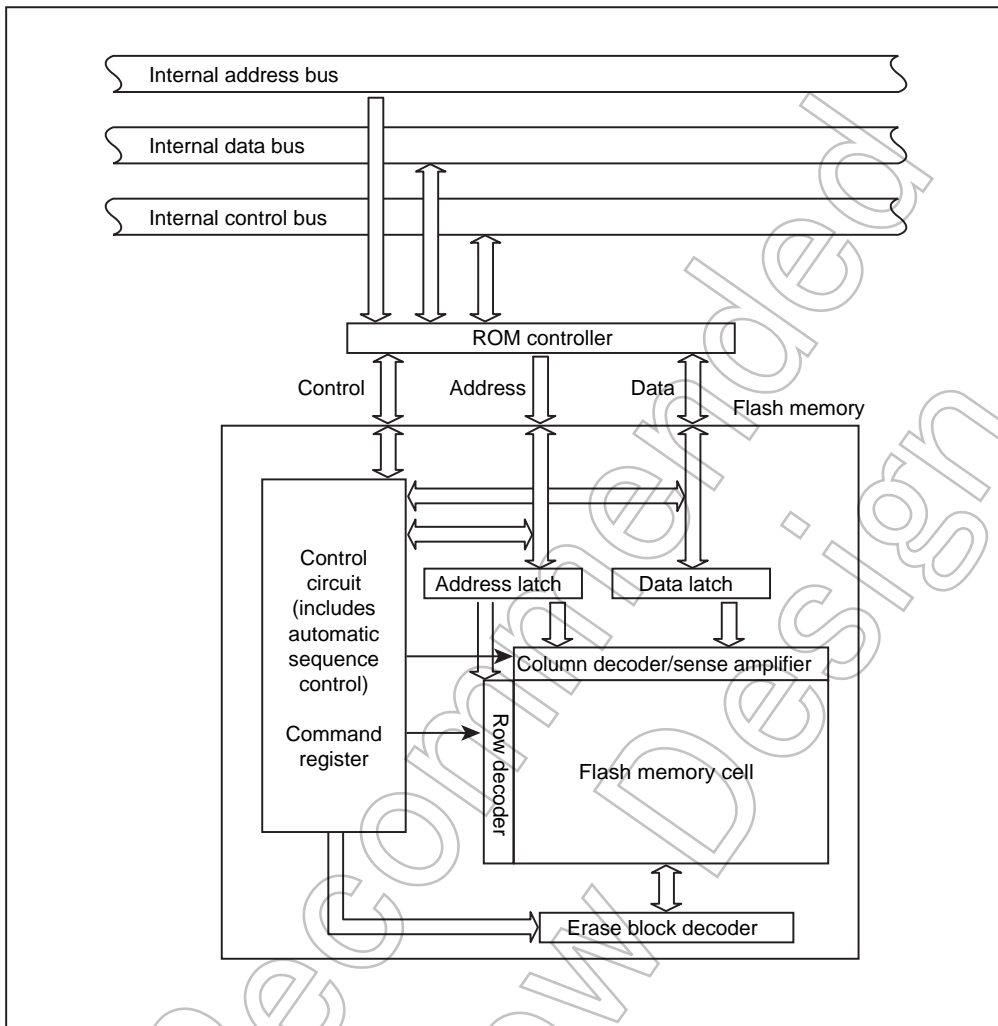 Internal address bus
Internal data bus
Internal control bus
ROM controller
Control
Address
Data
Flash memory
Control
circuit
(includes
automatic
sequence
control)
Command
register
Address latch
Data latch
Column decoder/sense amplifier
Row decoder
Flash memory cell
Erase block decoder
Recommended
Design